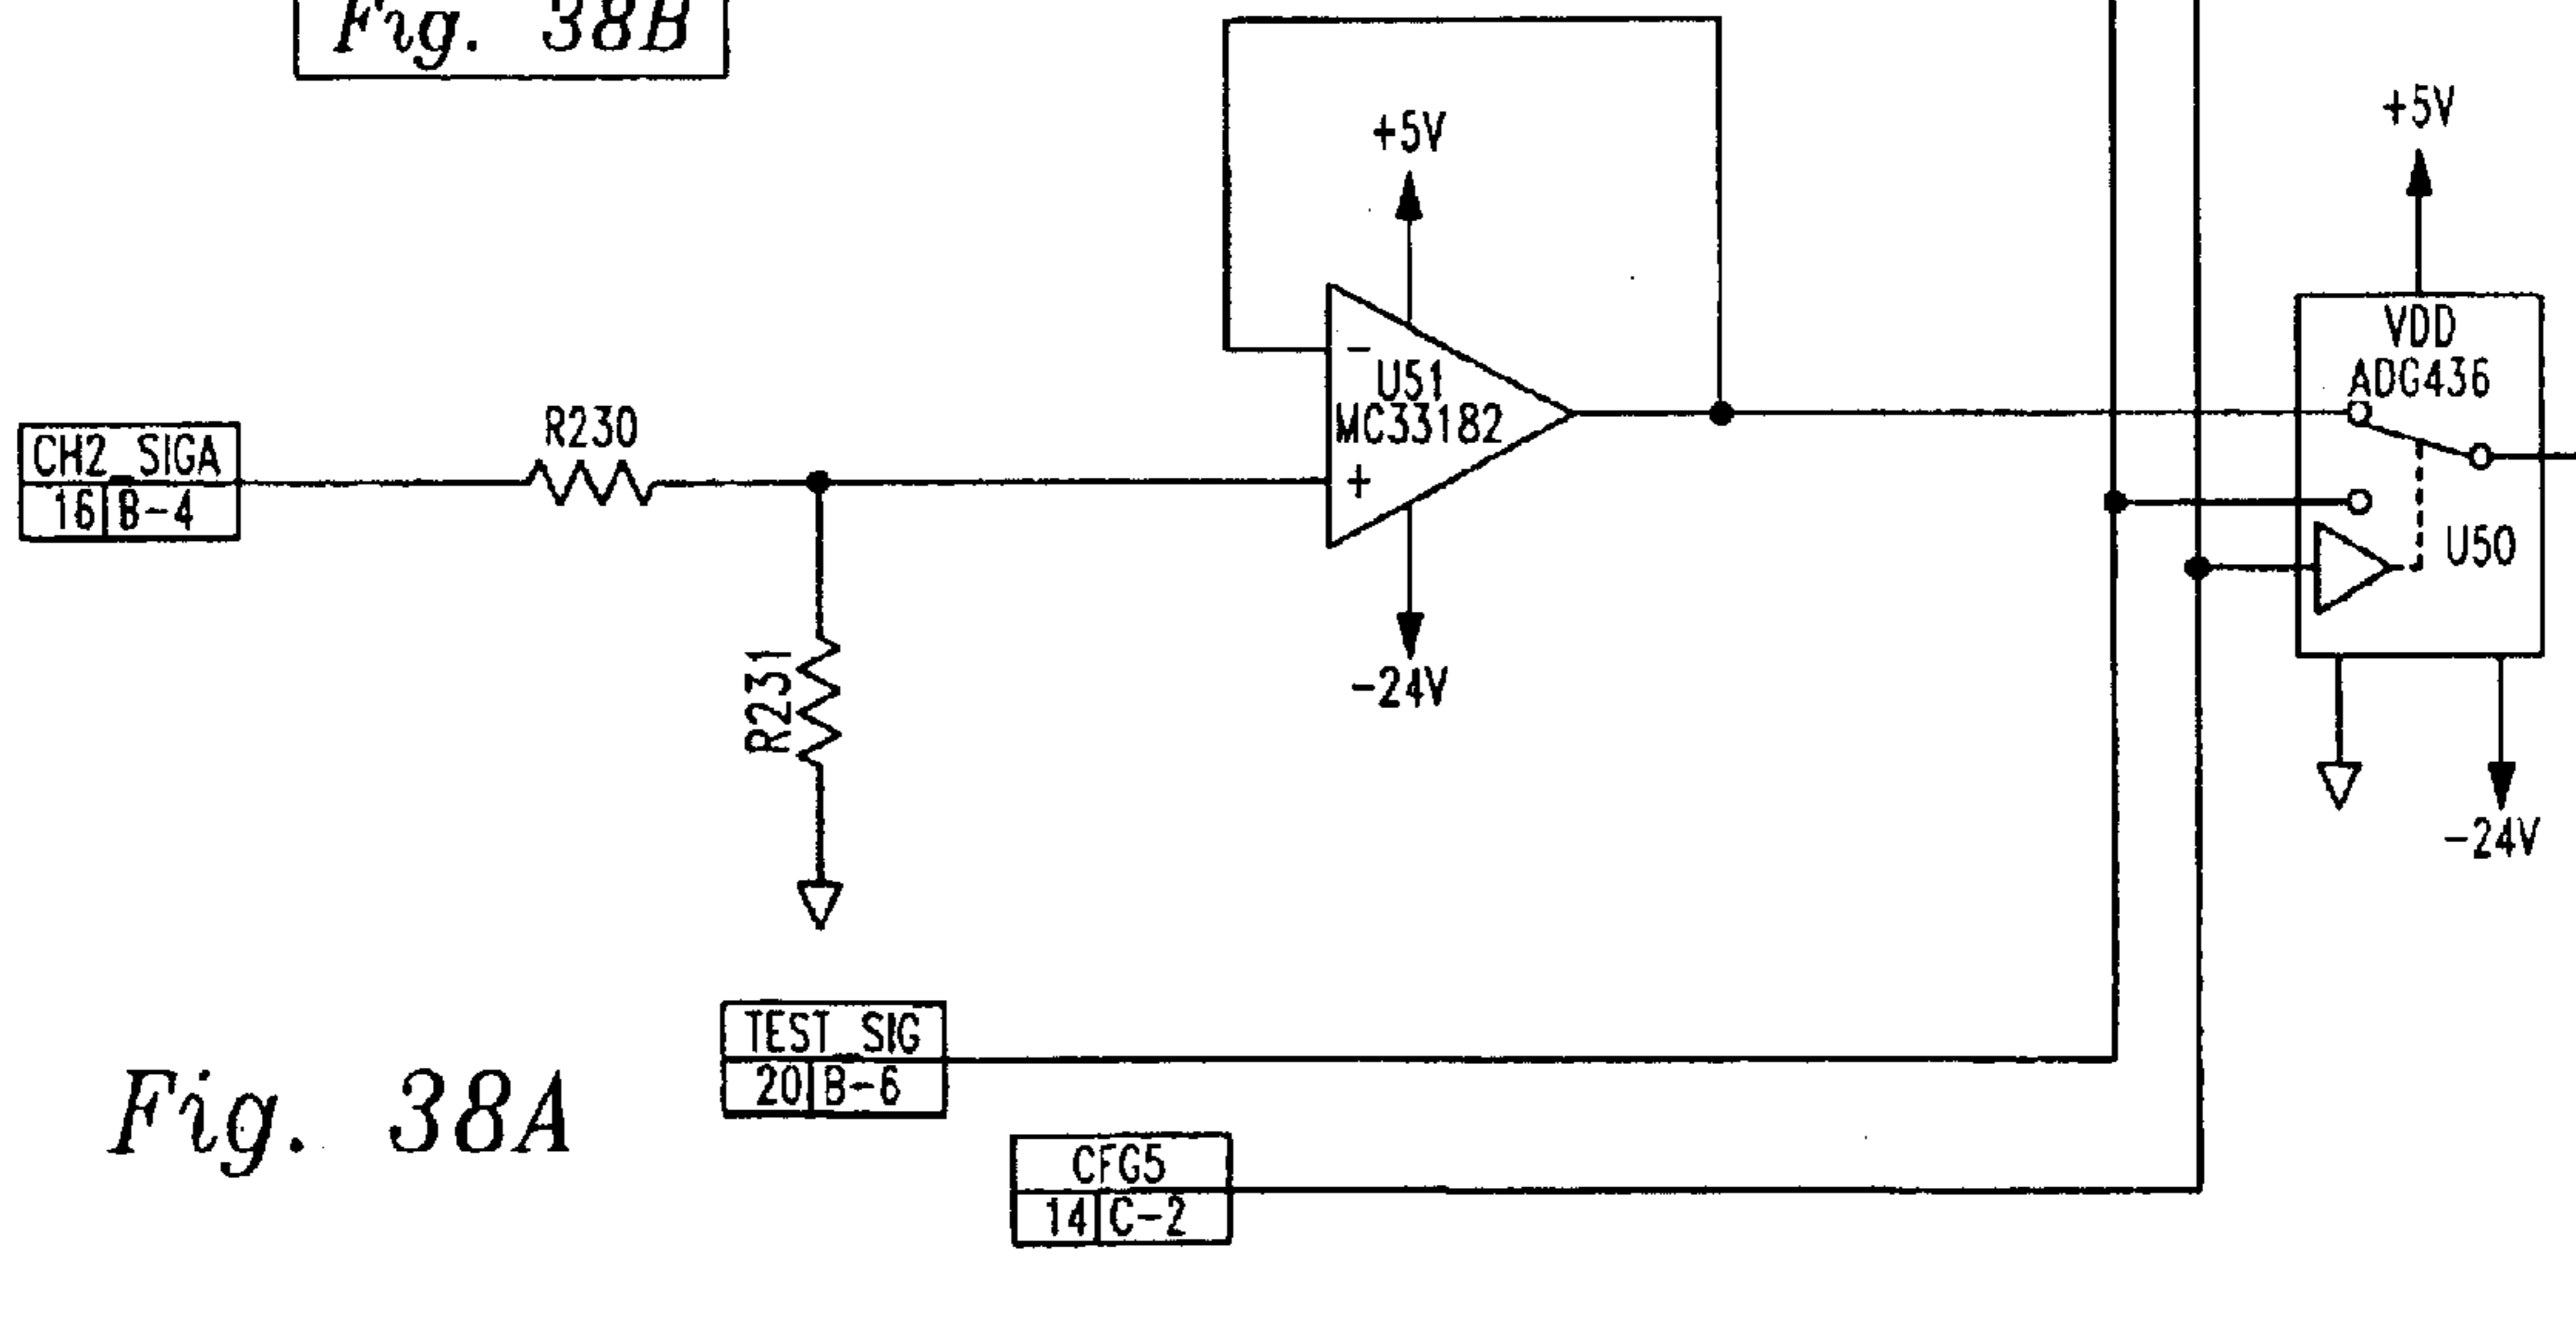 Fig. 38B
+5V
+5V
VDD
ADG436
U51
MC33182
-
+
CH2_SIGA
16 B-4
R230
U50
R231
-24V
-24V
TEST_SIG
20 B-6
Fig. 38A
CFG5
14 C-2